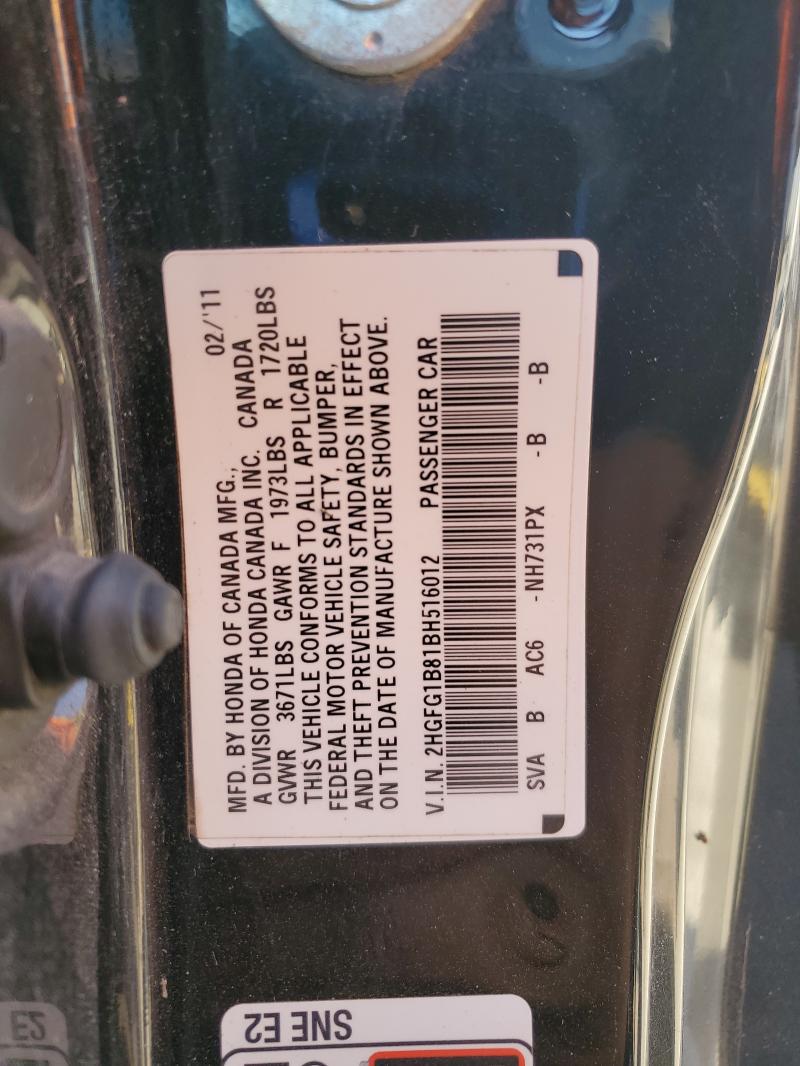 MFD. BY HONDA OF CANADA MFG., 02/'11
A DIVISION OF HONDA CANADA INC. CANADA
GVWR 3671LBS GAWR F 1973LBS R 1720LBS
THIS VEHICLE CONFORMS TO ALL APPLICABLE
FEDERAL MOTOR VEHICLE SAFETY, BUMPER,
AND THEFT PREVENTION STANDARDS IN EFFECT
ON THE DATE OF MANUFACTURE SHOWN ABOVE.
V.I.N. 2HGFG1B81BH516012 PASSENGER CAR
SVA B AC6 -NH731PX -B -B
SNE E2
E2